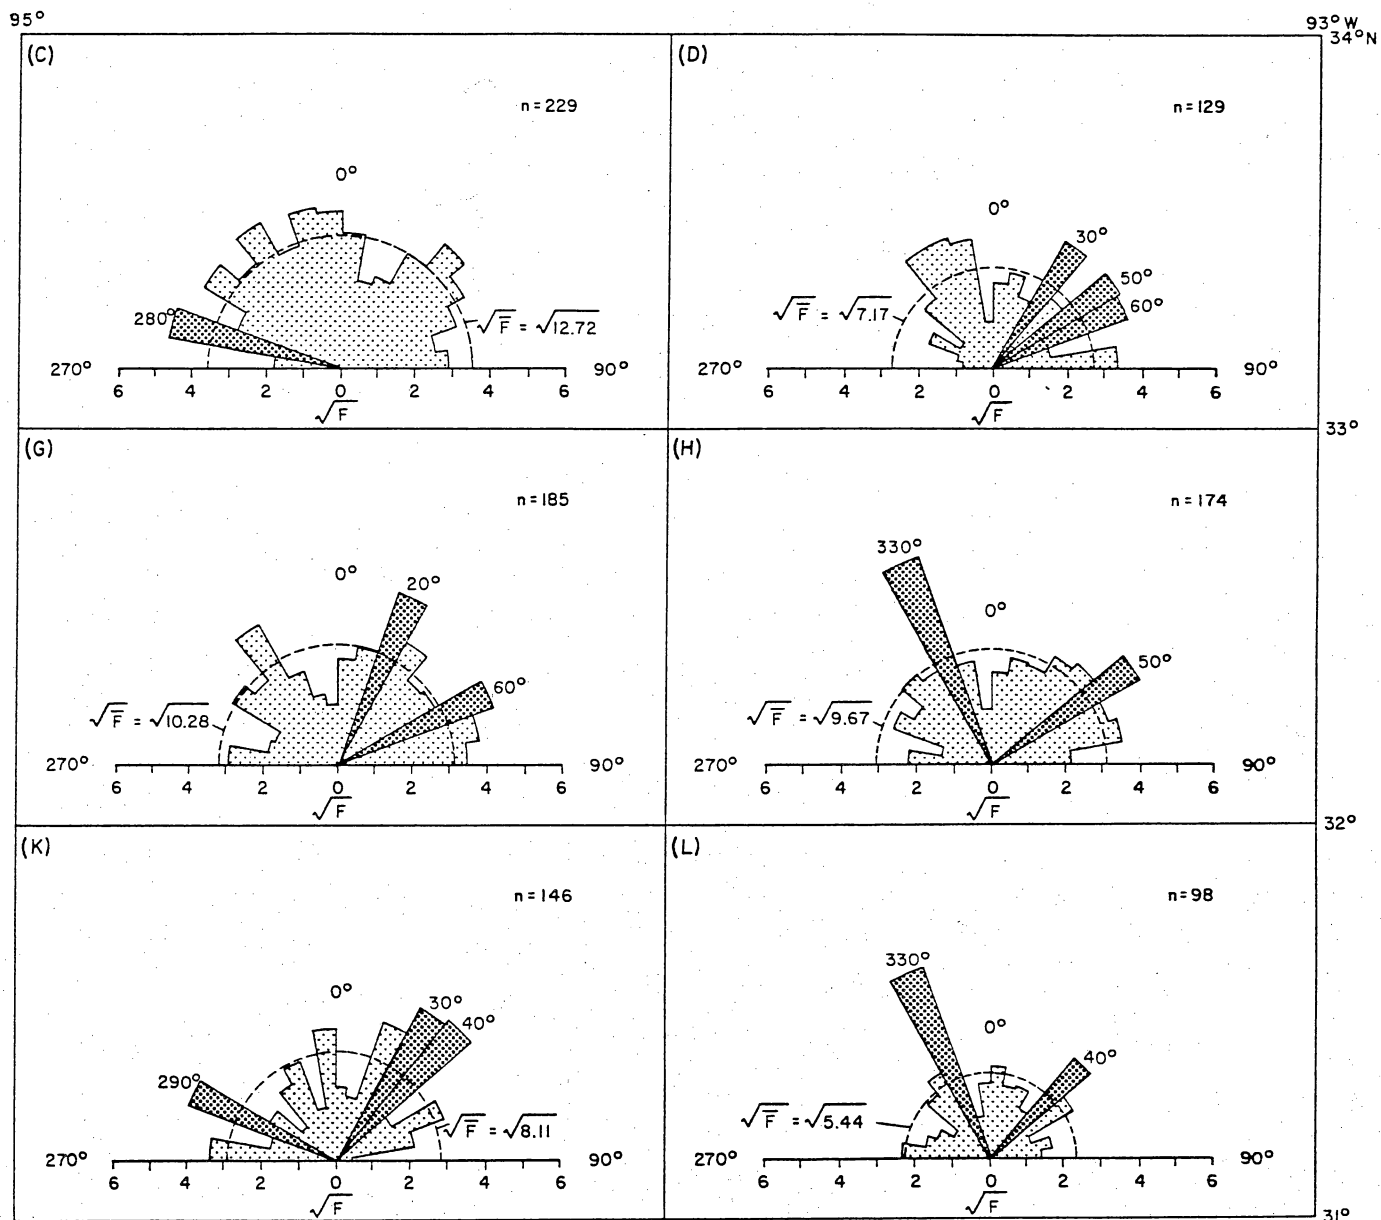 95°
93°W
34°N
(C)
n=229
0°
280°
√F̅ = √12.72
270°
90°
6 4 2 0 2 4 6
√F
(D)
n=129
0°
30°
50°
60°
√F̅ = √7.17
270°
90°
6 4 2 0 2 4 6
√F
33°
(G)
n=185
0°
20°
60°
√F̅ = √10.28
270°
90°
6 4 2 0 2 4 6
√F
(H)
n=174
330°
0°
50°
√F̅ = √9.67
270°
90°
6 4 2 0 2 4 6
√F
32°
(K)
n=146
0°
30°
40°
290°
√F̅ = √8.11
270°
90°
6 4 2 0 2 4 6
√F
(L)
n=98
330°
0°
40°
√F̅ = √5.44
270°
90°
6 4 2 0 2 4 6
√F
31°